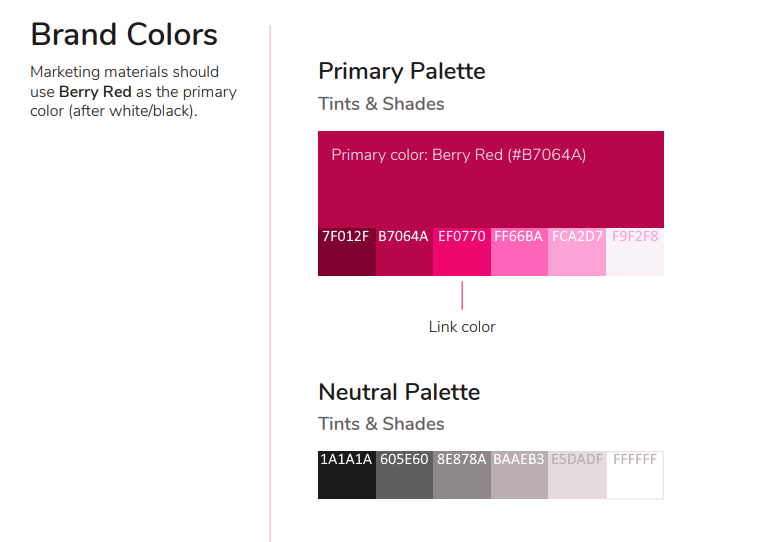 Brand Colors
Marketing materials should
use Berry Red as the primary
color (after white/black).
Primary Palette
Tints & Shades
Primary color: Berry Red (#B7064A)
7F012F B7064A EF0770 FF66BA FCA2D7 F9F2F8
Link color
Neutral Palette
Tints & Shades
1A1A1A 605E60 8E878A BAAEB3 E5DADF FFFFFF